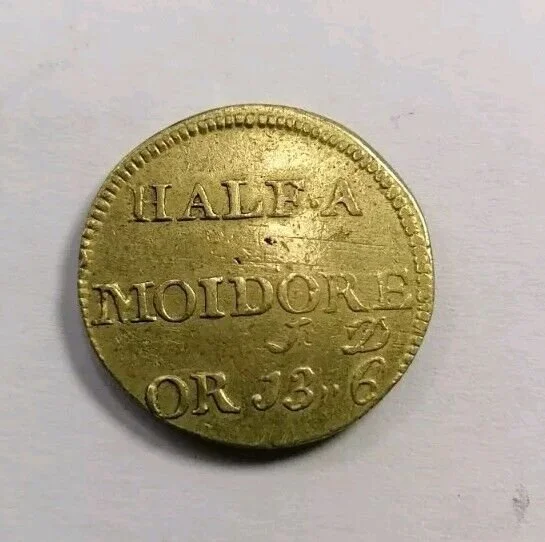 HALF·A
MOIDORE
S D
OR 13··6